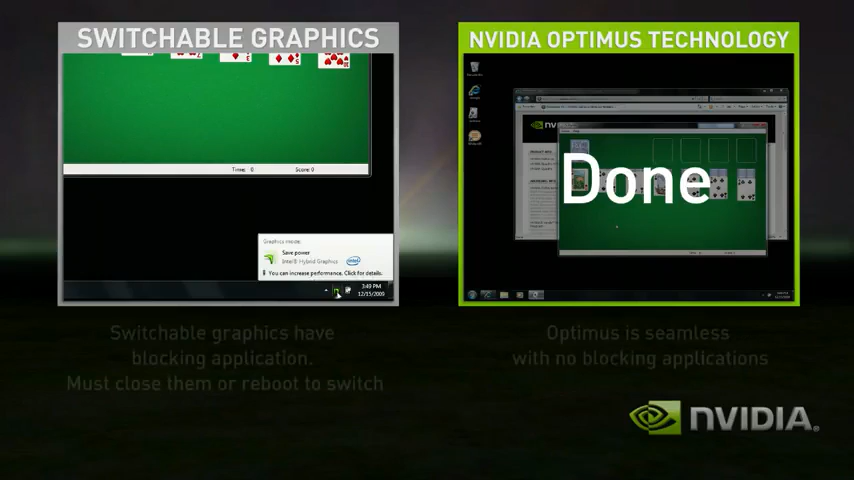 SWITCHABLE GRAPHICS
Time: 0 Score: 0
Graphics mode:
Save power
Intel® Hybrid Graphics
intel
You can increase performance. Click for details.
3:49 PM
12/15/2009
Switchable graphics have
blocking application.
Must close them or reboot to switch
NVIDIA OPTIMUS TECHNOLOGY
Done
Optimus is seamless
with no blocking applications
NVIDIA®